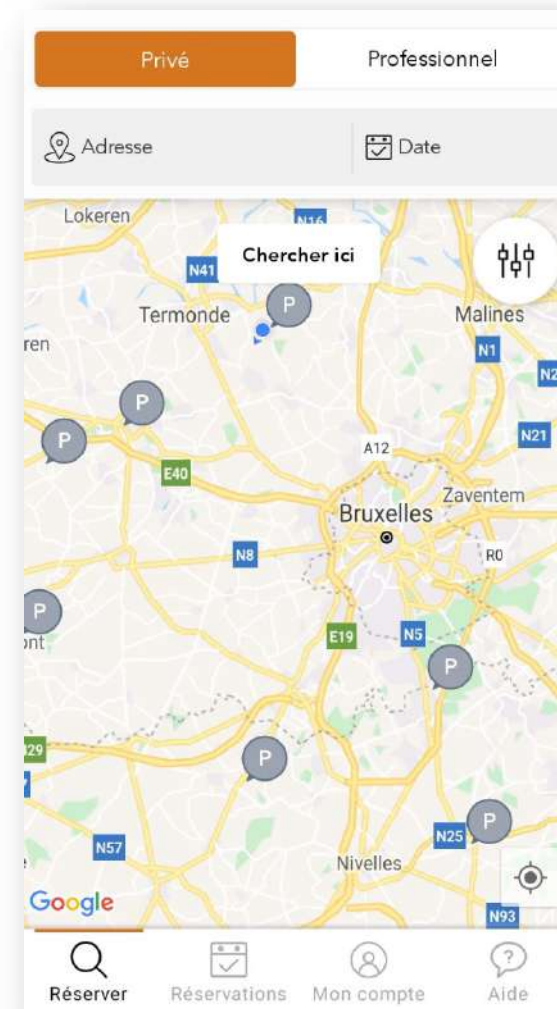 Privé Professionnel
Adresse Date
Lokeren N16
Chercher ici
N41
P
Termonde Malines
ren N1
N2
P
P N21
A12
E40
Zaventem
Bruxelles
N8 R0
P
ont E19 N5
P
29 P
P
N25
N57
Nivelles
Google
N93
Réserver Réservations Mon compte Aide